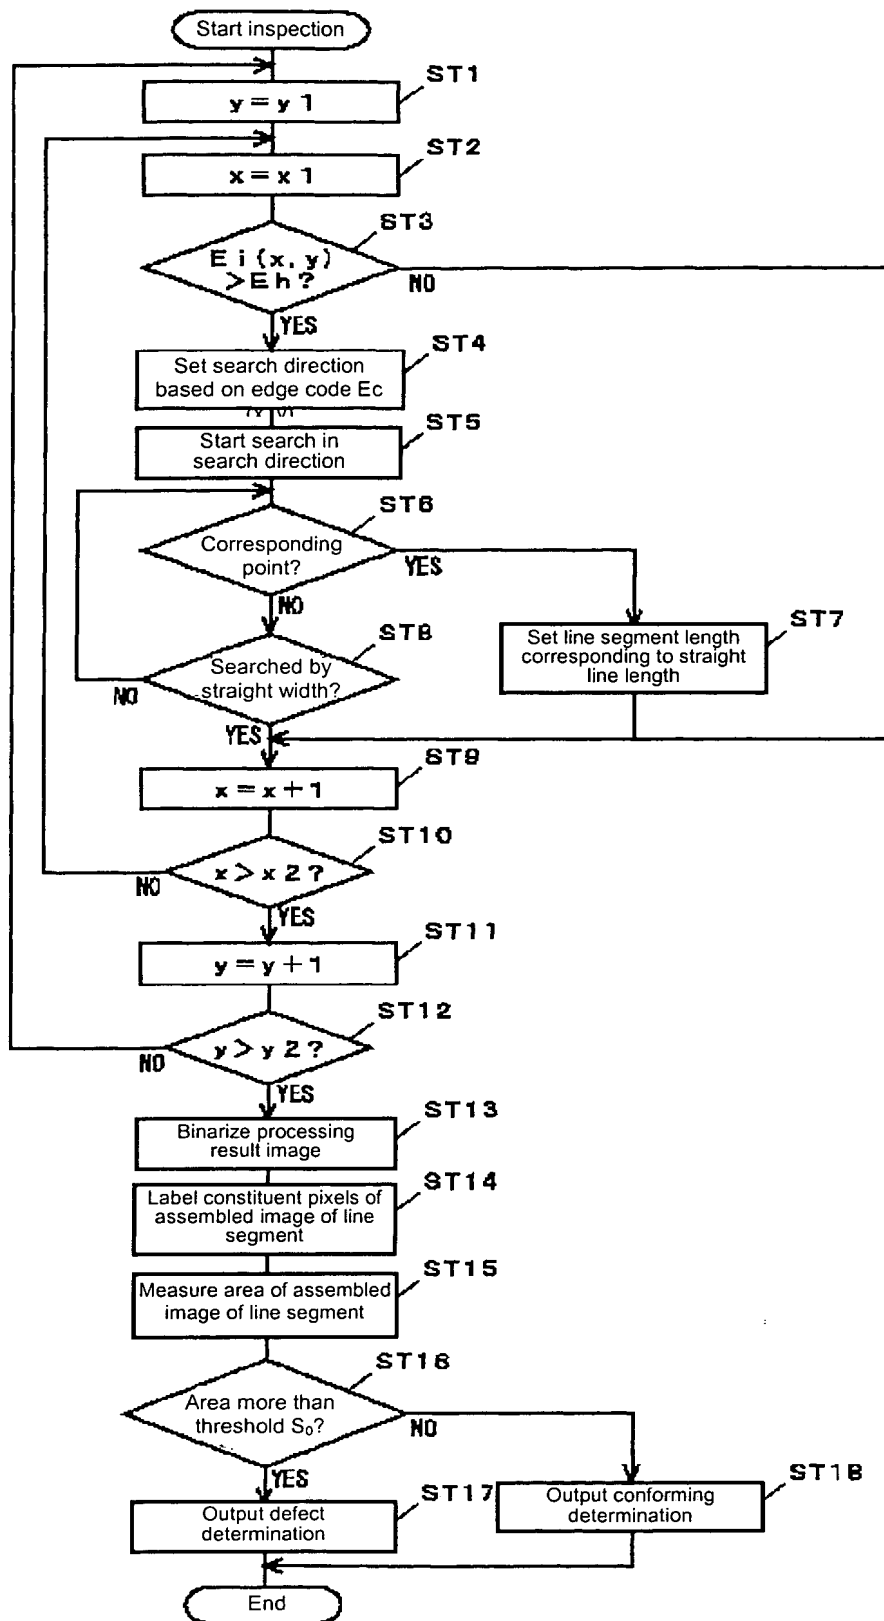 Start inspection
ST1
y = y 1
ST2
x = x 1
ST3
E i (x, y)
> E h ?
NO
YES
ST4
Set search direction
based on edge code Ec
ST5
Start search in
search direction
ST6
Corresponding
point?
YES
NO
ST7
Set line segment length
corresponding to straight
line length
ST8
Searched by
straight width?
NO
YES
ST9
x = x + 1
ST10
x > x 2 ?
NO
YES
ST11
y = y + 1
ST12
y > y 2 ?
NO
YES
ST13
Binarize processing
result image
ST14
Label constituent pixels of
assembled image of line
segment
ST15
Measure area of assembled
image of line segment
ST16
Area more than
threshold S₀?
NO
YES
ST17
Output defect
determination
ST18
Output conforming
determination
End